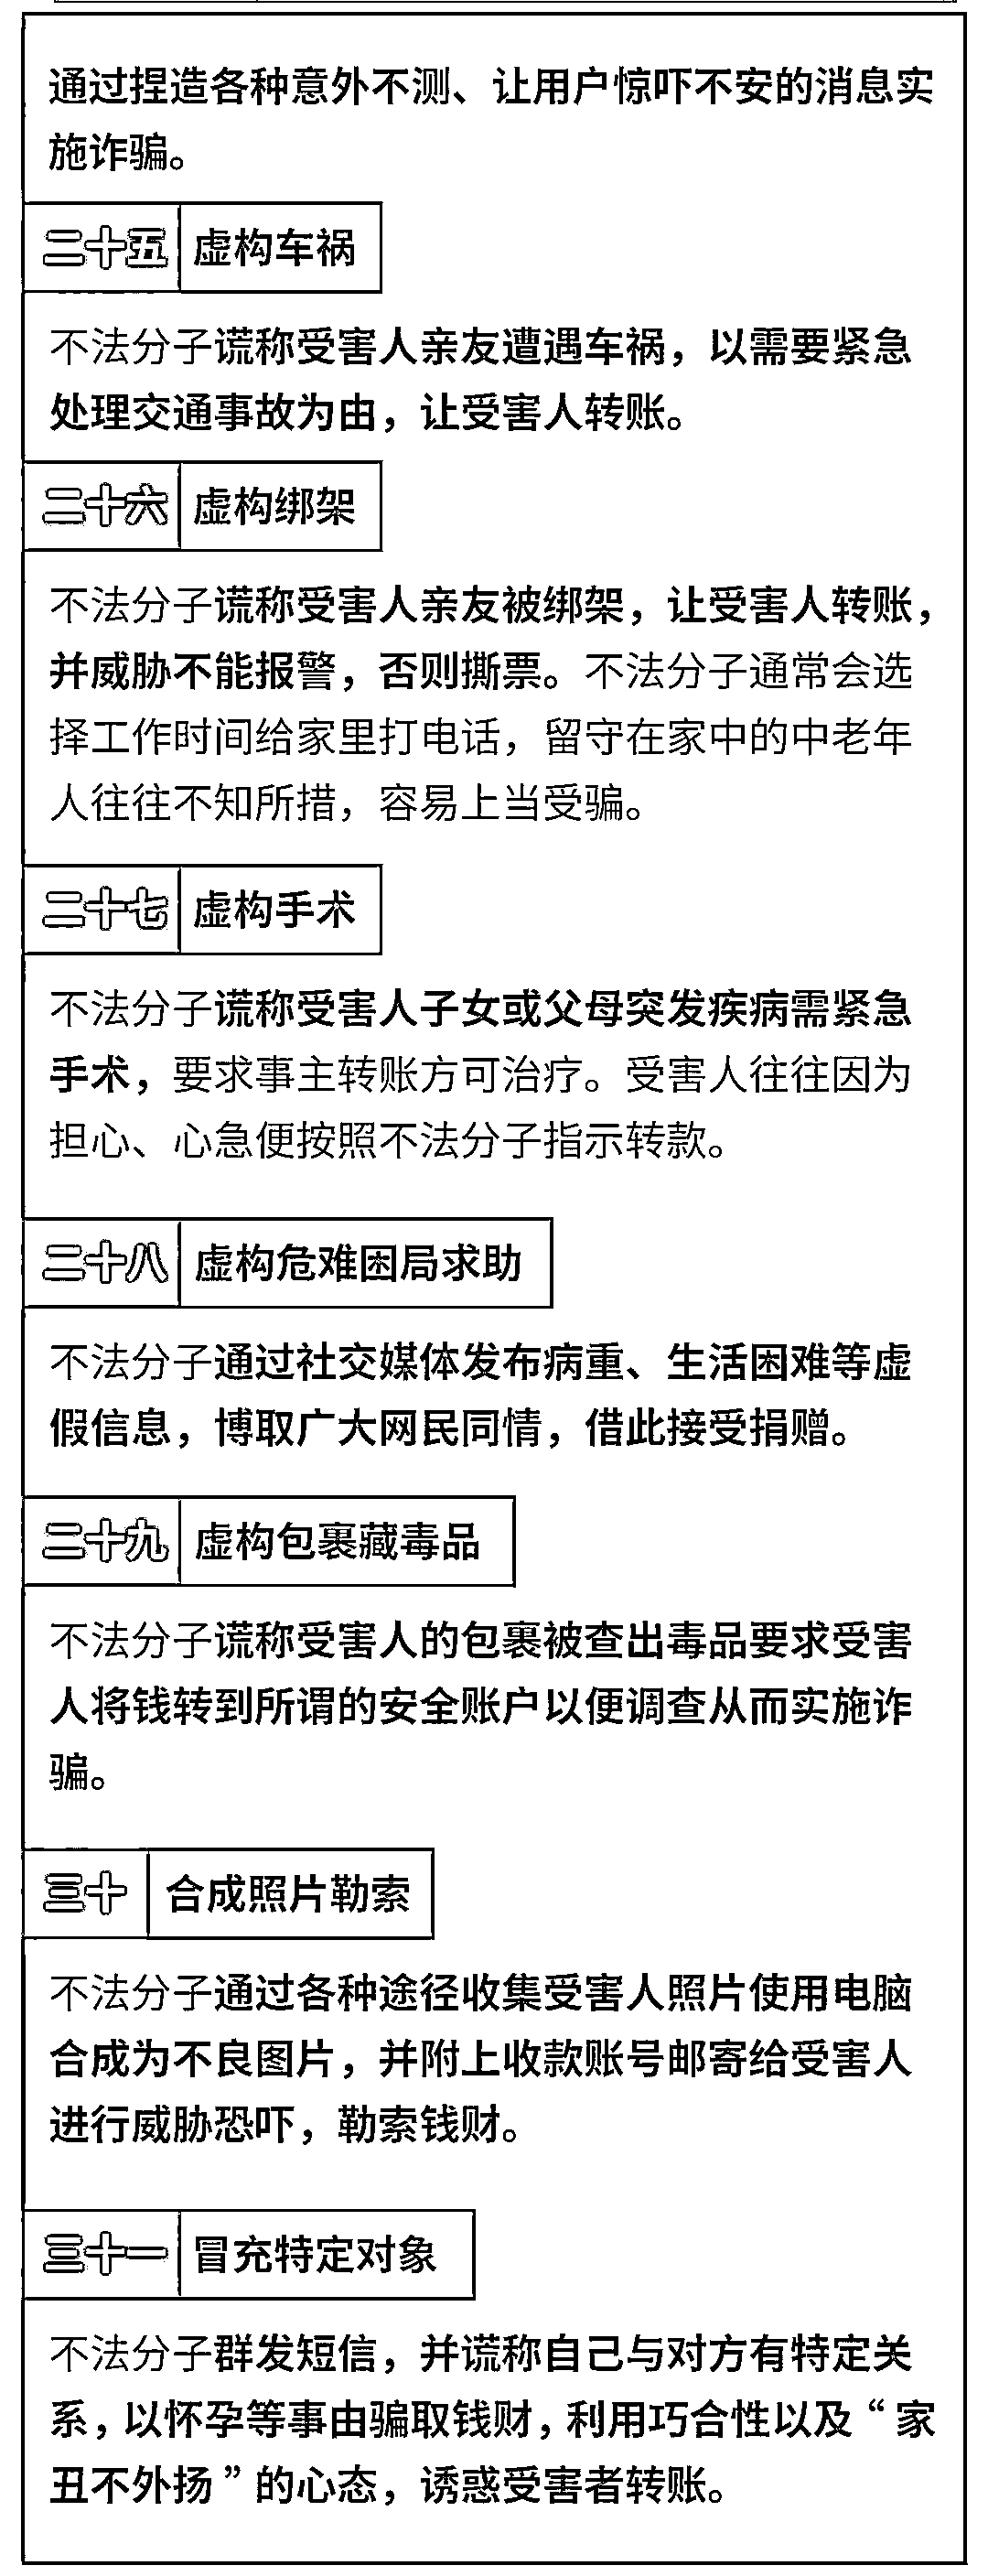 通过捏造各种意外不测、让用户惊吓不安的消息实
施诈骗。
二十五 虚构车祸
不法分子谎称受害人亲友遭遇车祸，以需要紧急
处理交通事故为由，让受害人转账。
二十六 虚构绑架
不法分子谎称受害人亲友被绑架，让受害人转账，
并威胁不能报警，否则撕票。不法分子通常会选
择工作时间给家里打电话，留守在家中的中老年
人往往不知所措，容易上当受骗。
二十七 虚构手术
不法分子谎称受害人子女或父母突发疾病需紧急
手术，要求事主转账方可治疗。受害人往往因为
担心、心急便按照不法分子指示转款。
二十八 虚构危难困局求助
不法分子通过社交媒体发布病重、生活困难等虚
假信息，博取广大网民同情，借此接受捐赠。
二十九 虚构包裹藏毒品
不法分子谎称受害人的包裹被查出毒品要求受害
人将钱转到所谓的安全账户以便调查从而实施诈
骗。
三十 合成照片勒索
不法分子通过各种途径收集受害人照片使用电脑
合成为不良图片，并附上收款账号邮寄给受害人
进行威胁恐吓，勒索钱财。
三十一 冒充特定对象
不法分子群发短信，并谎称自己与对方有特定关
系，以怀孕等事由骗取钱财，利用巧合性以及“家
丑不外扬”的心态，诱惑受害者转账。